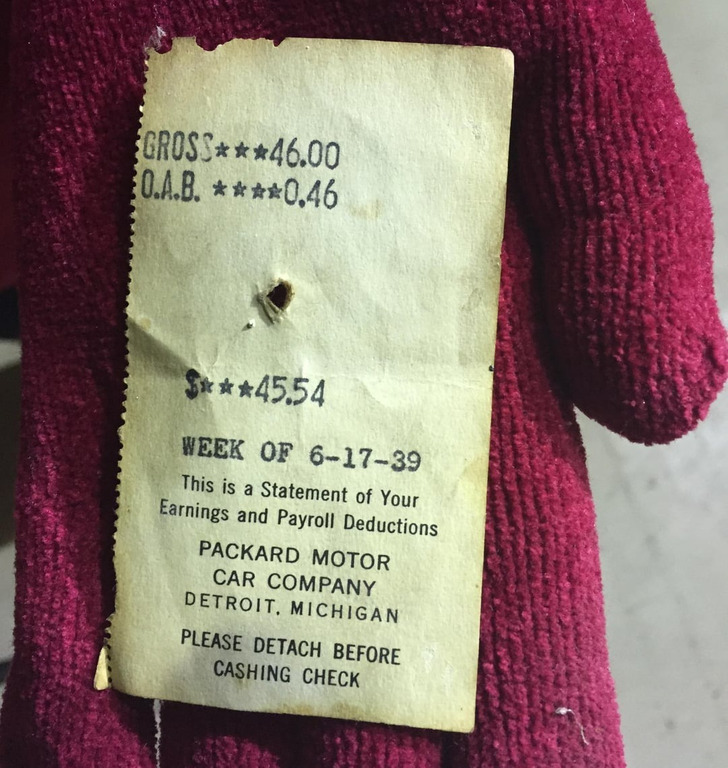 GROSS***46.00
O.A.B. ****0.46
$***45.54
WEEK OF 6-17-39
This is a Statement of Your
Earnings and Payroll Deductions
PACKARD MOTOR
CAR COMPANY
DETROIT, MICHIGAN
PLEASE DETACH BEFORE
CASHING CHECK